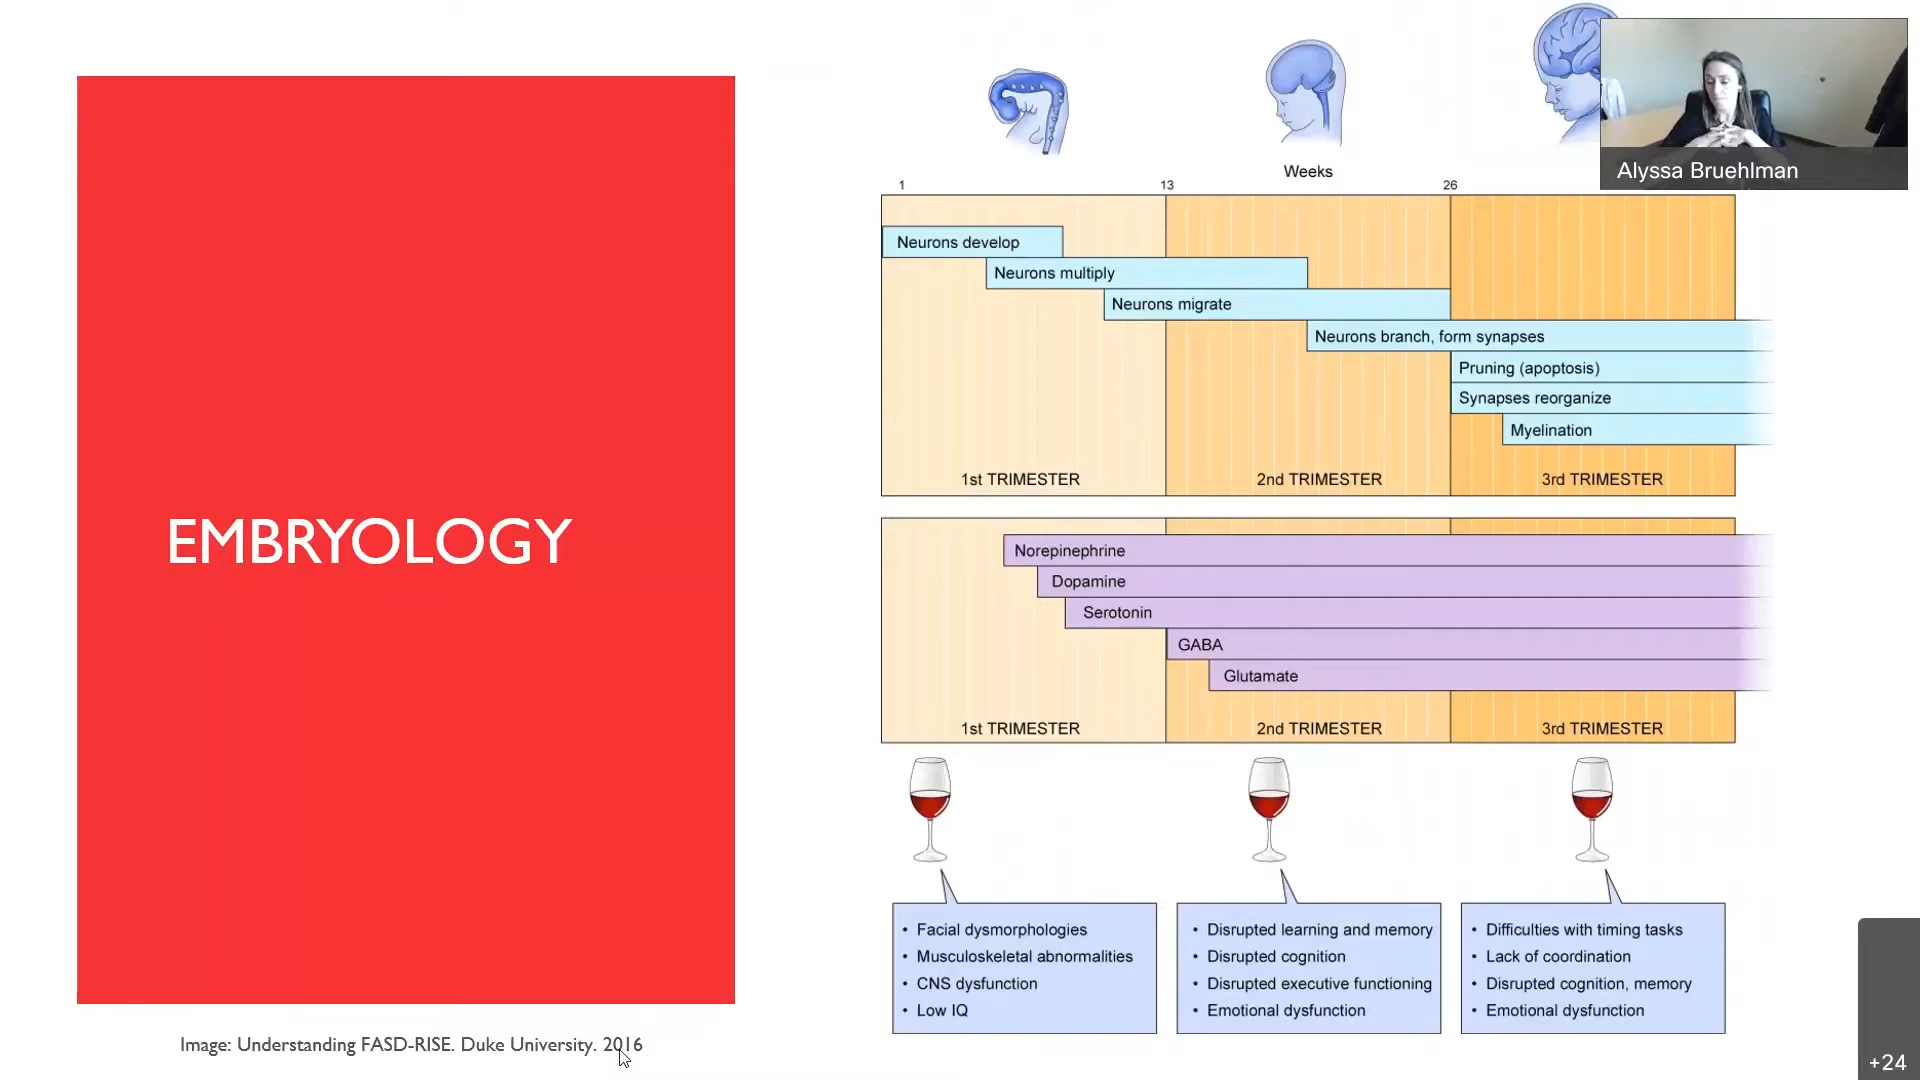 EMBRYOLOGY
Image: Understanding FASD-RISE. Duke University. 2016
Weeks
1
13
26
Neurons develop
Neurons multiply
Neurons migrate
Neurons branch, form synapses
Pruning (apoptosis)
Synapses reorganize
Myelination
1st TRIMESTER
2nd TRIMESTER
3rd TRIMESTER
Norepinephrine
Dopamine
Serotonin
GABA
Glutamate
1st TRIMESTER
2nd TRIMESTER
3rd TRIMESTER
• Facial dysmorphologies
• Musculoskeletal abnormalities
• CNS dysfunction
• Low IQ
• Disrupted learning and memory
• Disrupted cognition
• Disrupted executive functioning
• Emotional dysfunction
• Difficulties with timing tasks
• Lack of coordination
• Disrupted cognition, memory
• Emotional dysfunction
Alyssa Bruehlman
+24